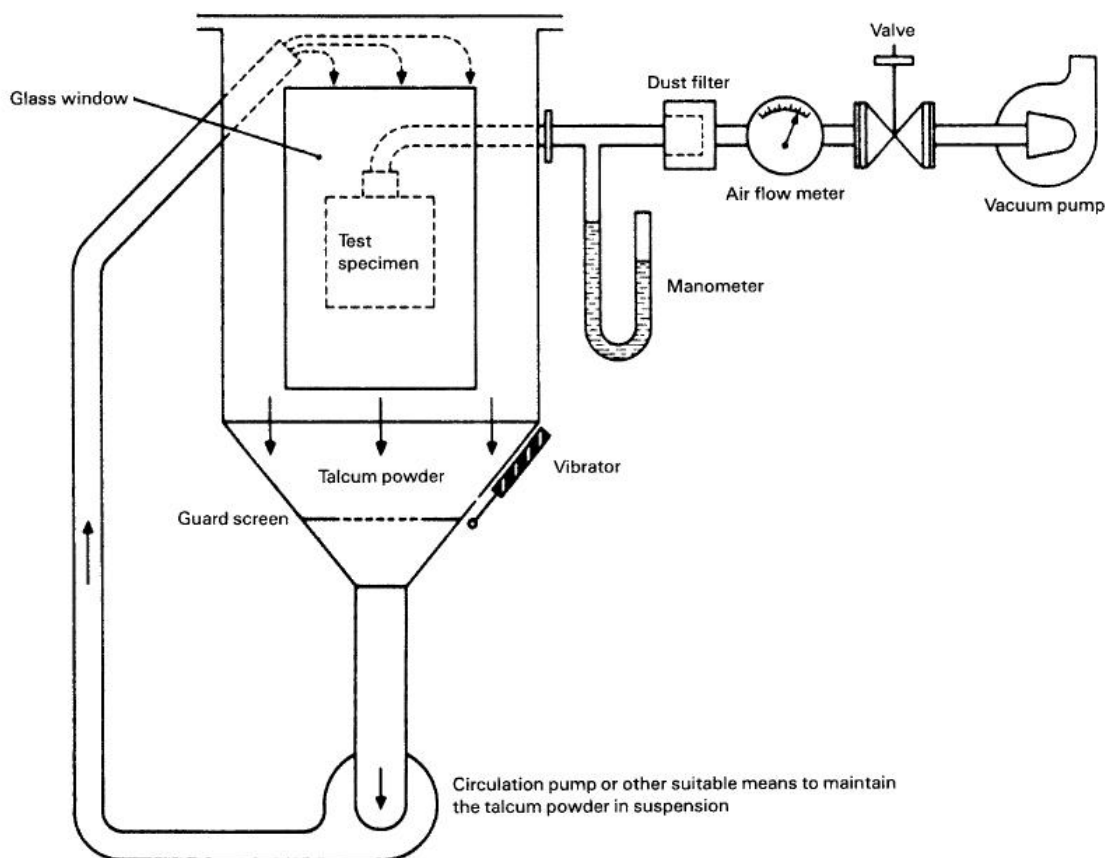 Valve
Dust filter
Glass window
Air flow meter
Vacuum pump
Test
specimen
Manometer
Vibrator
Talcum powder
Guard screen
Circulation pump or other suitable means to maintain
the talcum powder in suspension